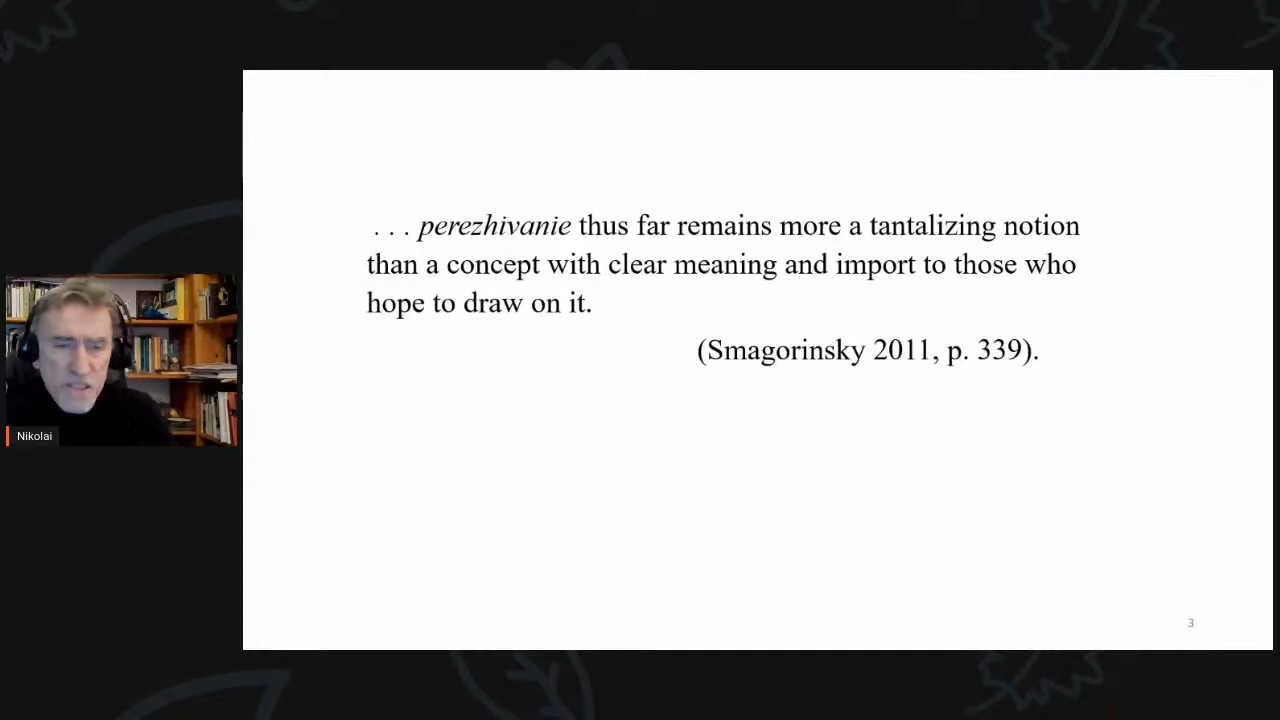 . . . perezhivanie thus far remains more a tantalizing notion
than a concept with clear meaning and import to those who
hope to draw on it.
(Smagorinsky 2011, p. 339).
Nikolai
3